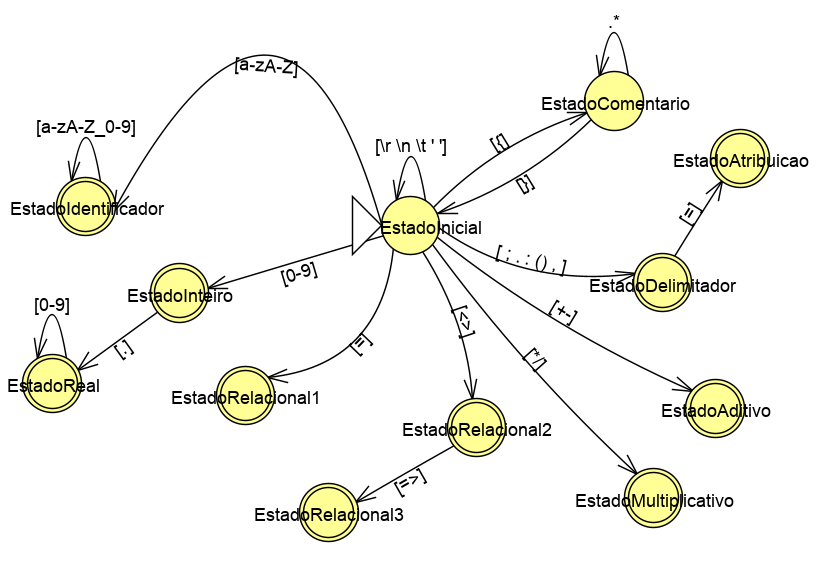 .*
[a-zA-Z]
EstadoComentario
[a-zA-Z_0-9]
[\r \n \t ' ']
[{]
EstadoAtribuicao
[}]
EstadoIdentificador
[=]
EstadoInicial
[ ; . : () , ]
[0-9]
EstadoDelimitador
EstadoInteiro
[0-9]
[+-]
[<>]
[.]
[=]
[*/]
EstadoReal
EstadoRelacional1
EstadoAditivo
EstadoRelacional2
[=>]
EstadoMultiplicativo
EstadoRelacional3